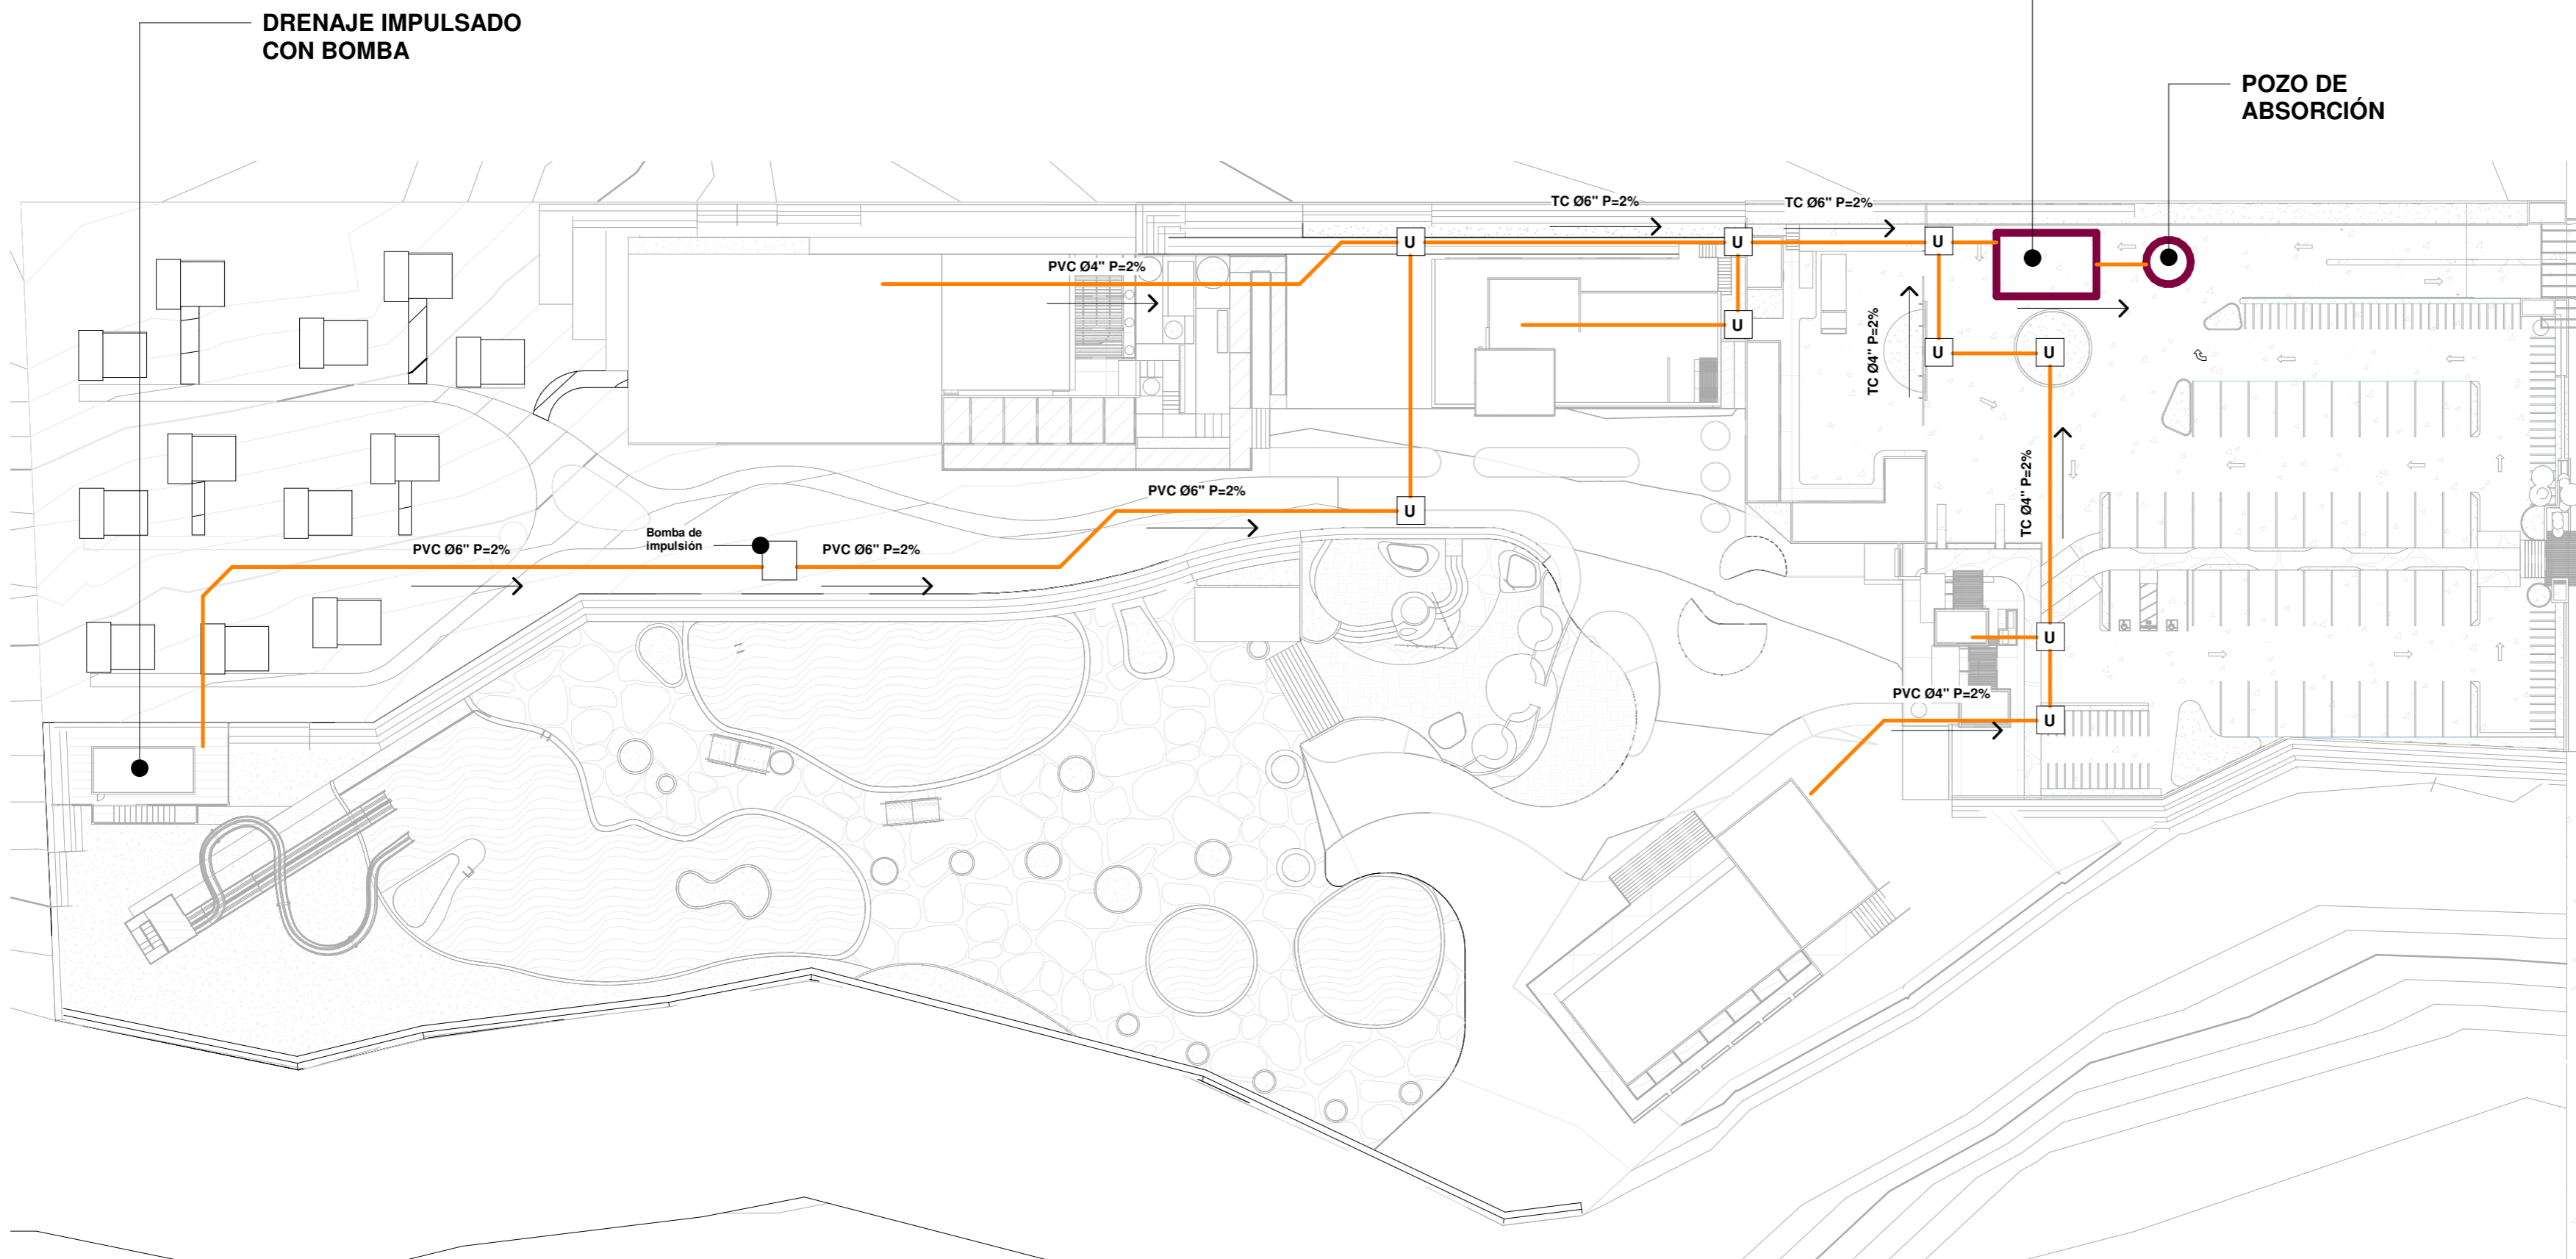 DRENAJE IMPULSADO
CON BOMBA
POZO DE
ABSORCIÓN
TC Ø6" P=2%
TC Ø6" P=2%
U
U
U
PVC Ø4" P=2%
U
TC Ø4" P=2%
U
U
TC Ø4" P=2%
PVC Ø6" P=2%
U
Bomba de
impulsión
PVC Ø6" P=2%
PVC Ø6" P=2%
U
PVC Ø4" P=2%
U